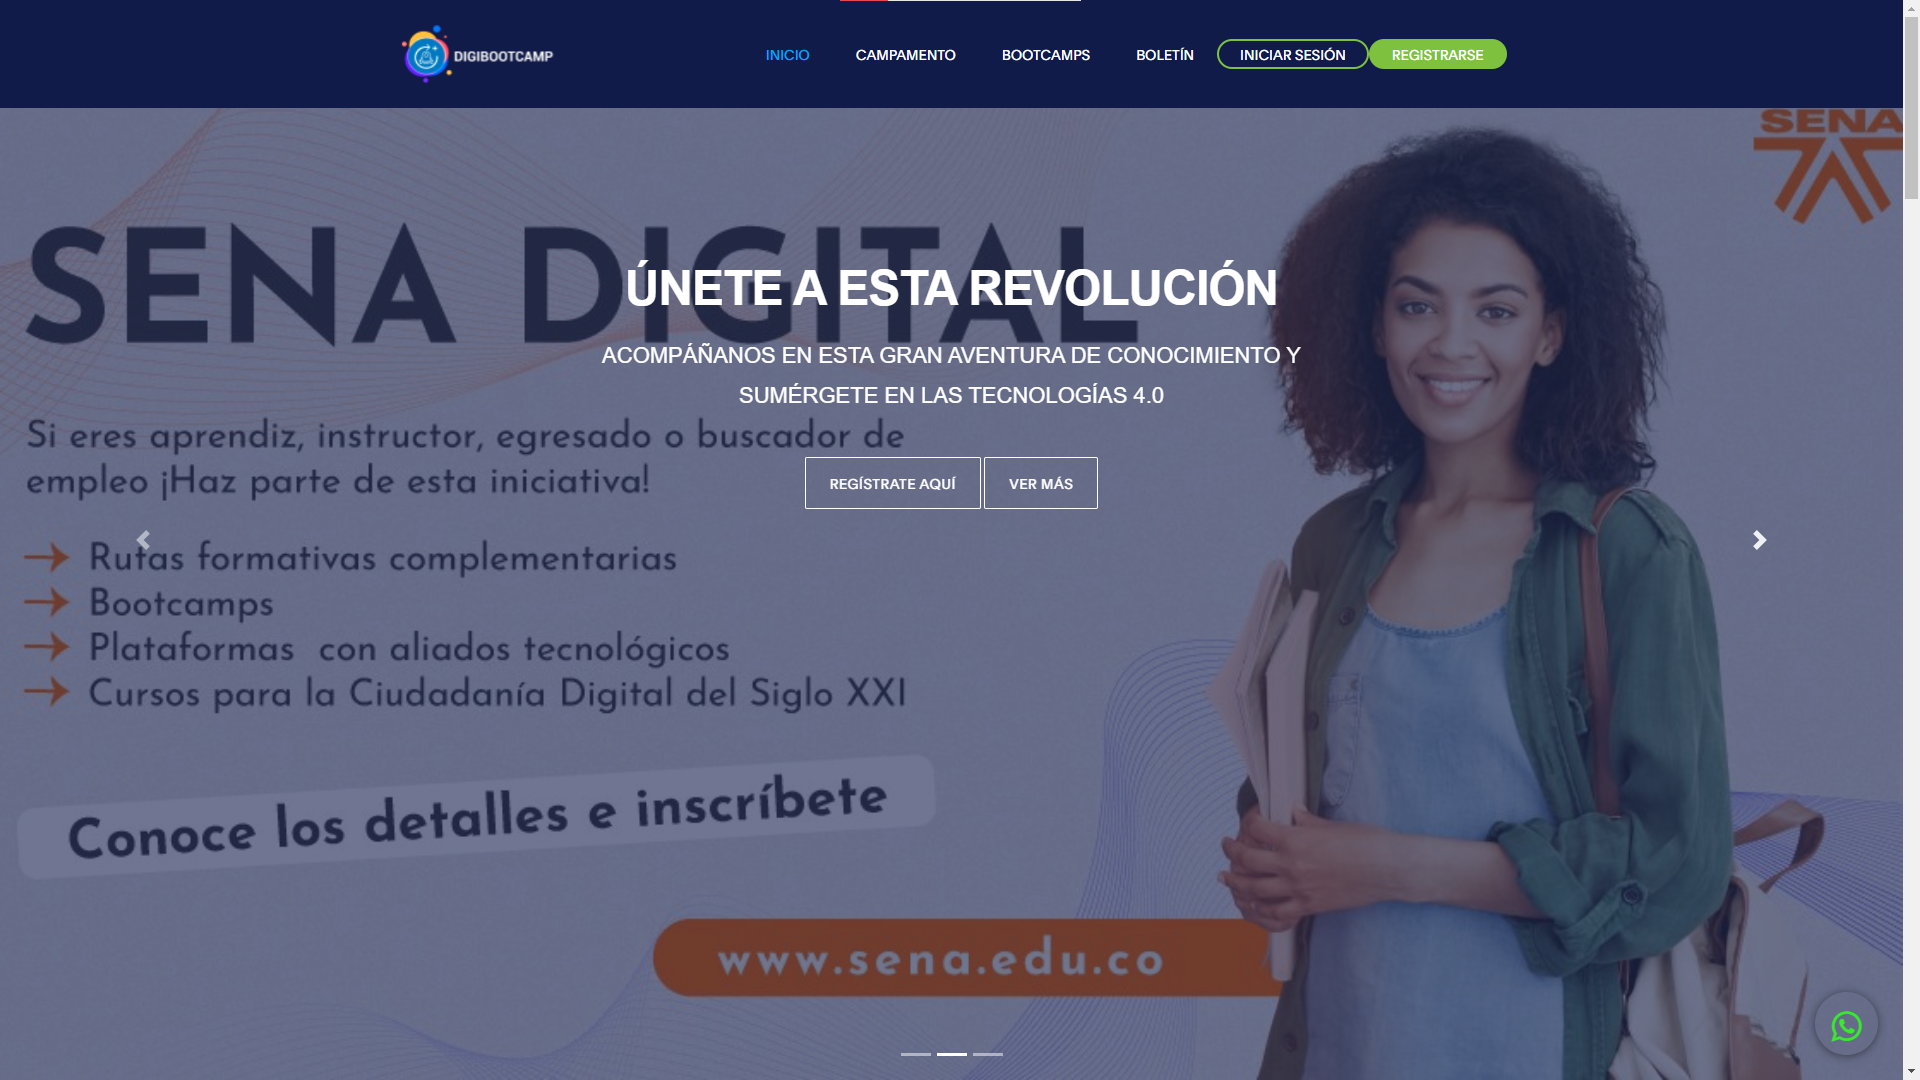 DIGIBOOTCAMP
INICIO
CAMPAMENTO
BOOTCAMPS
BOLETÍN
INICIAR SESIÓN
REGISTRARSE
SENA
SENA DIGITAL
ÚNETE A ESTA REVOLUCIÓN
ACOMPÁÑANOS EN ESTA GRAN AVENTURA DE CONOCIMIENTO Y
SUMÉRGETE EN LAS TECNOLOGÍAS 4.0
Si eres aprendiz, instructor, egresado o buscador de
empleo ¡Haz parte de esta iniciativa!
REGÍSTRATE AQUÍ
VER MÁS
Rutas formativas complementarias
Bootcamps
Plataformas con aliados tecnológicos
Cursos para la Ciudadanía Digital del Siglo XXI
Conoce los detalles e inscríbete
www.sena.edu.co